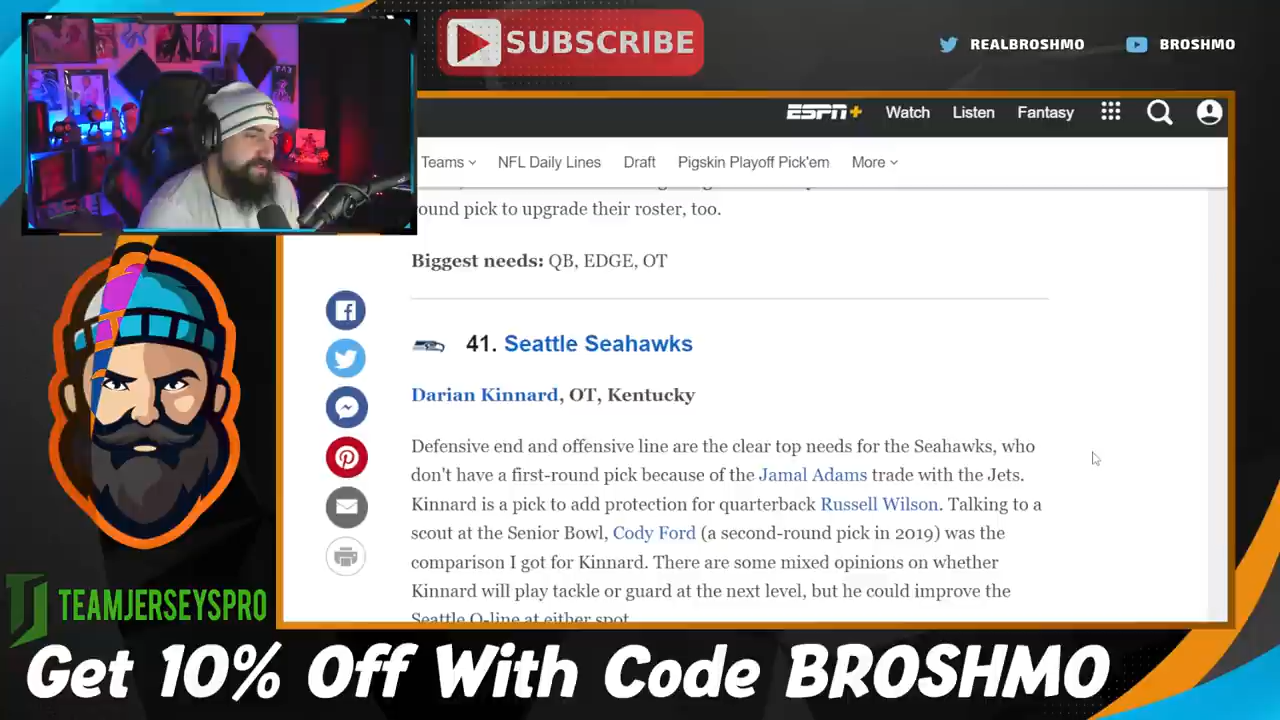 SUBSCRIBE
REALBROSHMO
BROSHMO
ESPN+
Watch
Listen
Fantasy
Teams
NFL Daily Lines
Draft
Pigskin Playoff Pick'em
More
round pick to upgrade their roster, too.
Biggest needs: QB, EDGE, OT
41. Seattle Seahawks
Darian Kinnard, OT, Kentucky
Defensive end and offensive line are the clear top needs for the Seahawks, who
don't have a first-round pick because of the Jamal Adams trade with the Jets.
Kinnard is a pick to add protection for quarterback Russell Wilson. Talking to a
scout at the Senior Bowl, Cody Ford (a second-round pick in 2019) was the
comparison I got for Kinnard. There are some mixed opinions on whether
Kinnard will play tackle or guard at the next level, but he could improve the
Seattle O-line at either spot.
TJ TEAMJERSEYSPRO
Get 10% Off With Code BROSHMO